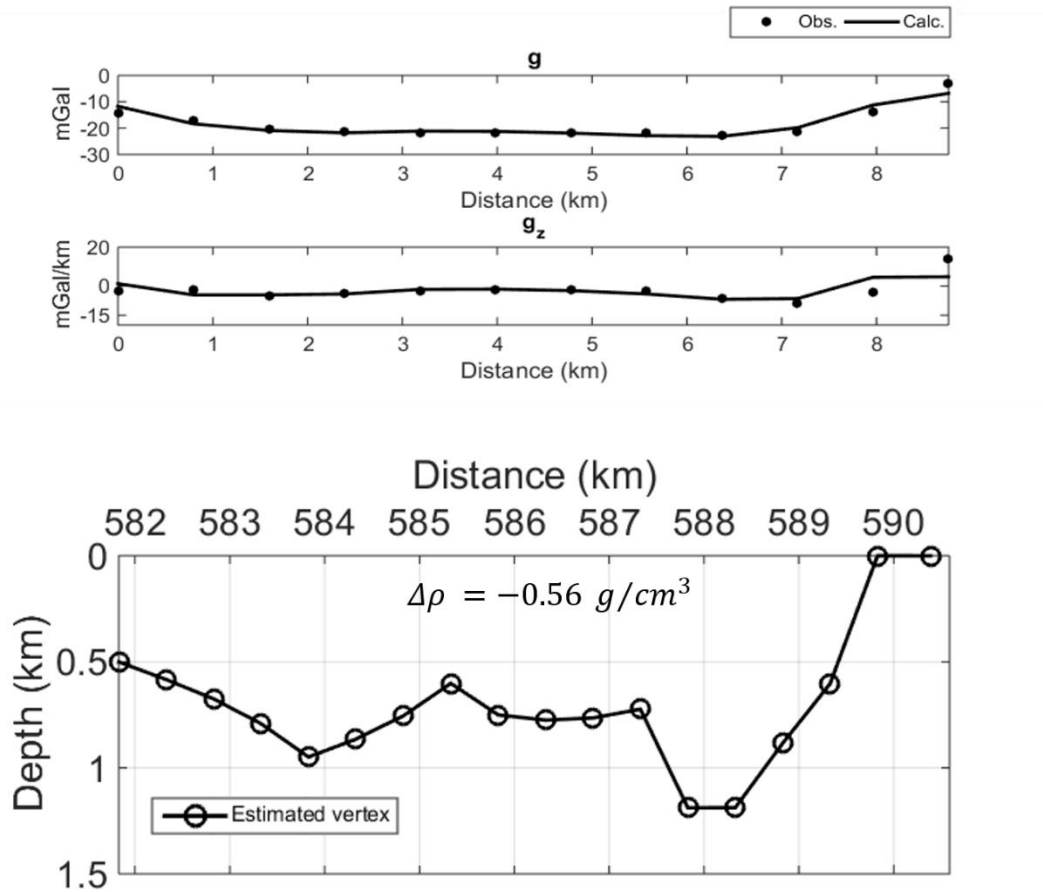 Obs. Calc.
g
0
-10
-20
-30
mGal
0 1 2 3 4 5 6 7 8
Distance (km)
g_z
20
0
-15
mGal/km
0 1 2 3 4 5 6 7 8
Distance (km)
Distance (km)
582 583 584 585 586 587 588 589 590
0
0.5
1
1.5
Depth (km)
Δρ = −0.56 g/cm³
Estimated vertex